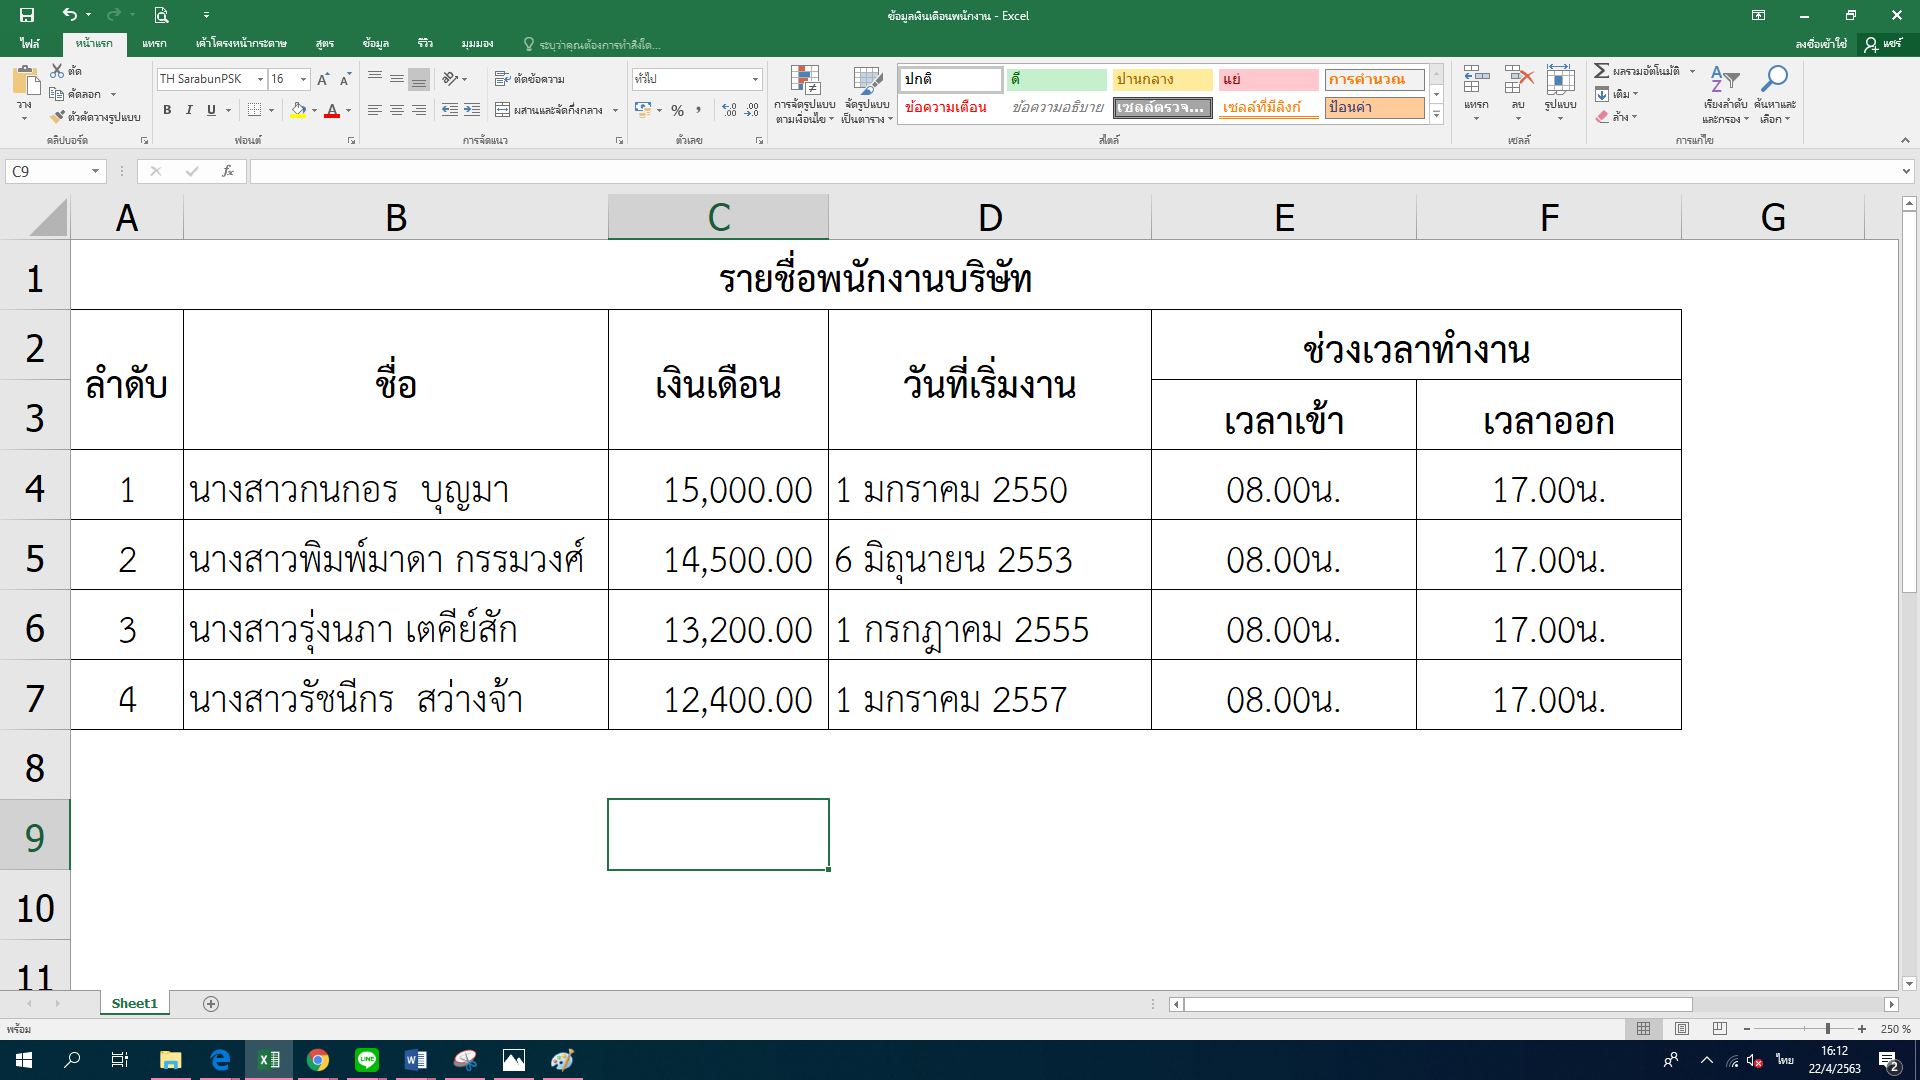 ข้อมูลเงินเดือนพนักงาน - Excel
ไฟล์ หน้าแรก แทรก เค้าโครงหน้ากระดาษ สูตร ข้อมูล รีวิว มุมมอง ระบุว่าคุณต้องการทำสิ่งใด... ลงชื่อเข้าใช้ แชร์
วาง ตัด คัดลอก ตัวคัดวางรูปแบบ คลิปบอร์ด
TH SarabunPSK 16 A A B I U A ฟอนต์
ตัดข้อความ ผสานและจัดกึ่งกลาง การจัดแนว
ทั่วไป % ตัวเลข
การจัดรูปแบบตามเงื่อนไข จัดรูปแบบเป็นตาราง
ปกติ ดี ปานกลาง แย่ การคำนวณ
ข้อความเตือน ข้อความอธิบาย เซลล์ตรวจ... เซลล์ที่มีลิงก์ ป้อนค่า
สไตล์
แทรก ลบ รูปแบบ เซลล์
ผลรวมอัตโนมัติ เติม ล้าง เรียงลำดับและกรอง ค้นหาและเลือก การแก้ไข
C9 fx
A B C D E F G
1 รายชื่อพนักงานบริษัท
2 ลำดับ ชื่อ เงินเดือน วันที่เริ่มงาน ช่วงเวลาทำงาน
3 เวลาเข้า เวลาออก
4 1 นางสาวกนกอร บุญมา 15,000.00 1 มกราคม 2550 08.00น. 17.00น.
5 2 นางสาวพิมพ์มาดา กรรมวงศ์ 14,500.00 6 มิถุนายน 2553 08.00น. 17.00น.
6 3 นางสาวรุ่งนภา เตคีย์สัก 13,200.00 1 กรกฎาคม 2555 08.00น. 17.00น.
7 4 นางสาวรัชนีกร สว่างจ้า 12,400.00 1 มกราคม 2557 08.00น. 17.00น.
8
9
10
11
Sheet1
พร้อม 250 %
ไทย 16:12
22/4/2563 2